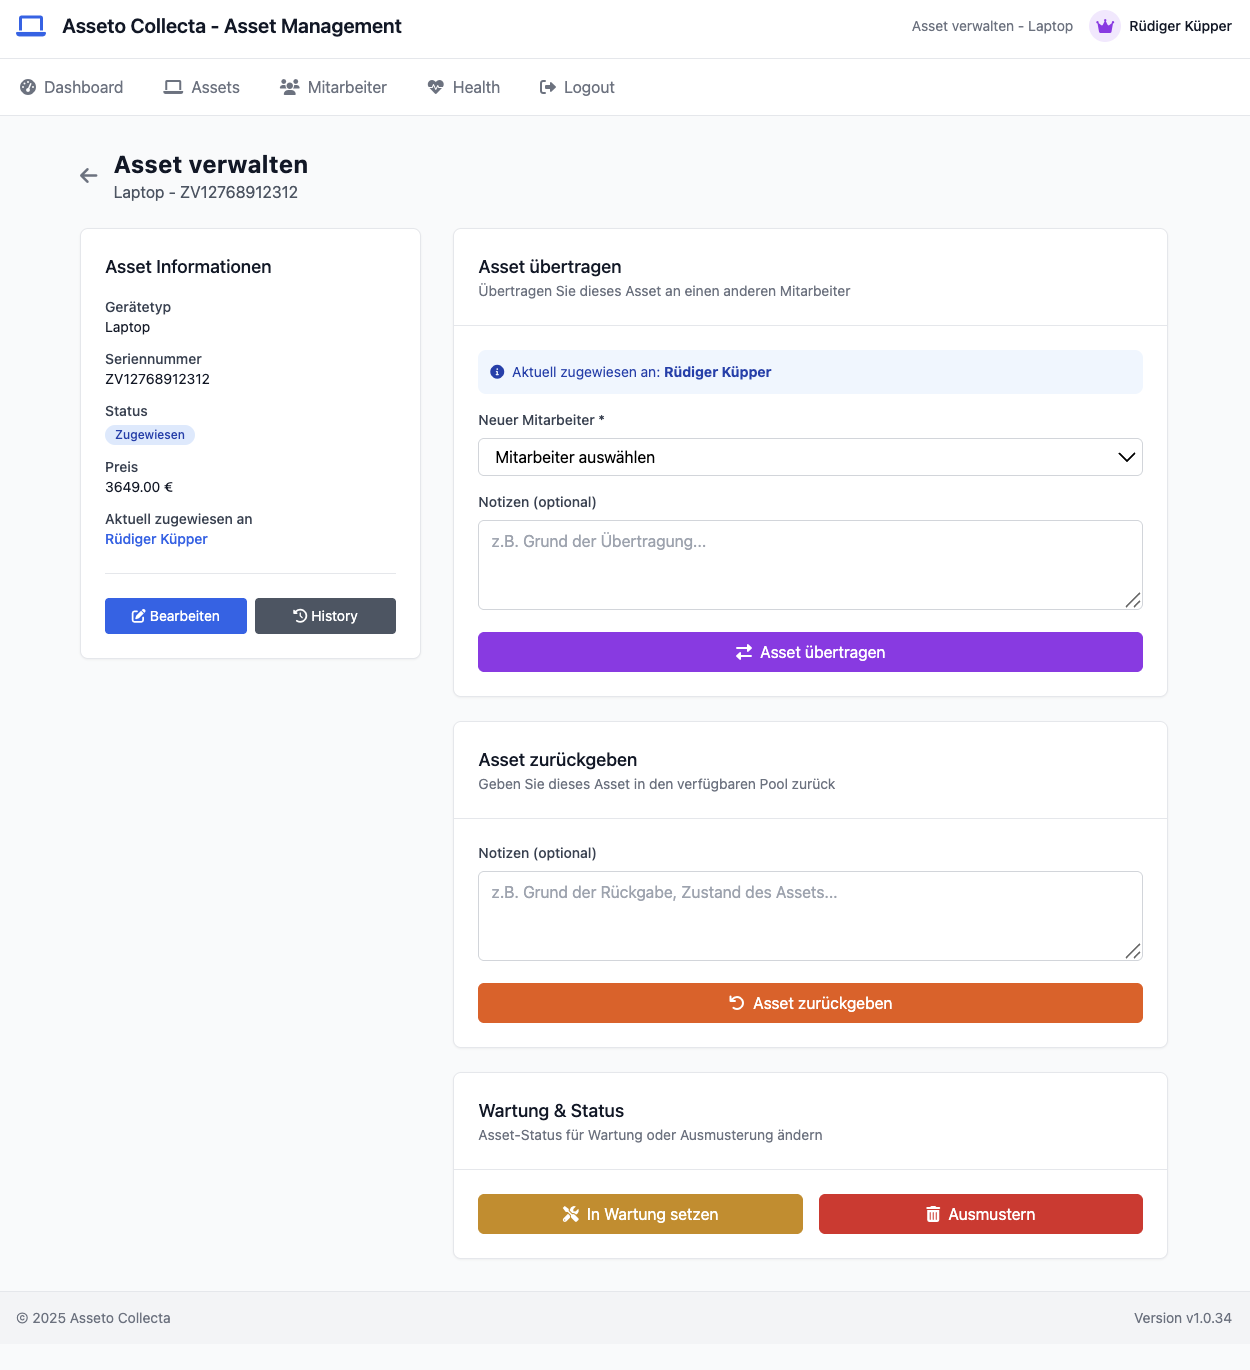 Asseto Collecta - Asset Management
Asset verwalten - Laptop
Rüdiger Küpper
Dashboard
Assets
Mitarbeiter
Health
Logout
Asset verwalten
Laptop - ZV12768912312
Asset Informationen
Gerätetyp
Laptop
Seriennummer
ZV12768912312
Status
Zugewiesen
Preis
3649.00 €
Aktuell zugewiesen an
Rüdiger Küpper
Bearbeiten
History
Asset übertragen
Übertragen Sie dieses Asset an einen anderen Mitarbeiter
Aktuell zugewiesen an: Rüdiger Küpper
Neuer Mitarbeiter *
Mitarbeiter auswählen
Notizen (optional)
z.B. Grund der Übertragung...
Asset übertragen
Asset zurückgeben
Geben Sie dieses Asset in den verfügbaren Pool zurück
Notizen (optional)
z.B. Grund der Rückgabe, Zustand des Assets...
Asset zurückgeben
Wartung & Status
Asset-Status für Wartung oder Ausmusterung ändern
In Wartung setzen
Ausmustern
© 2025 Asseto Collecta
Version v1.0.34